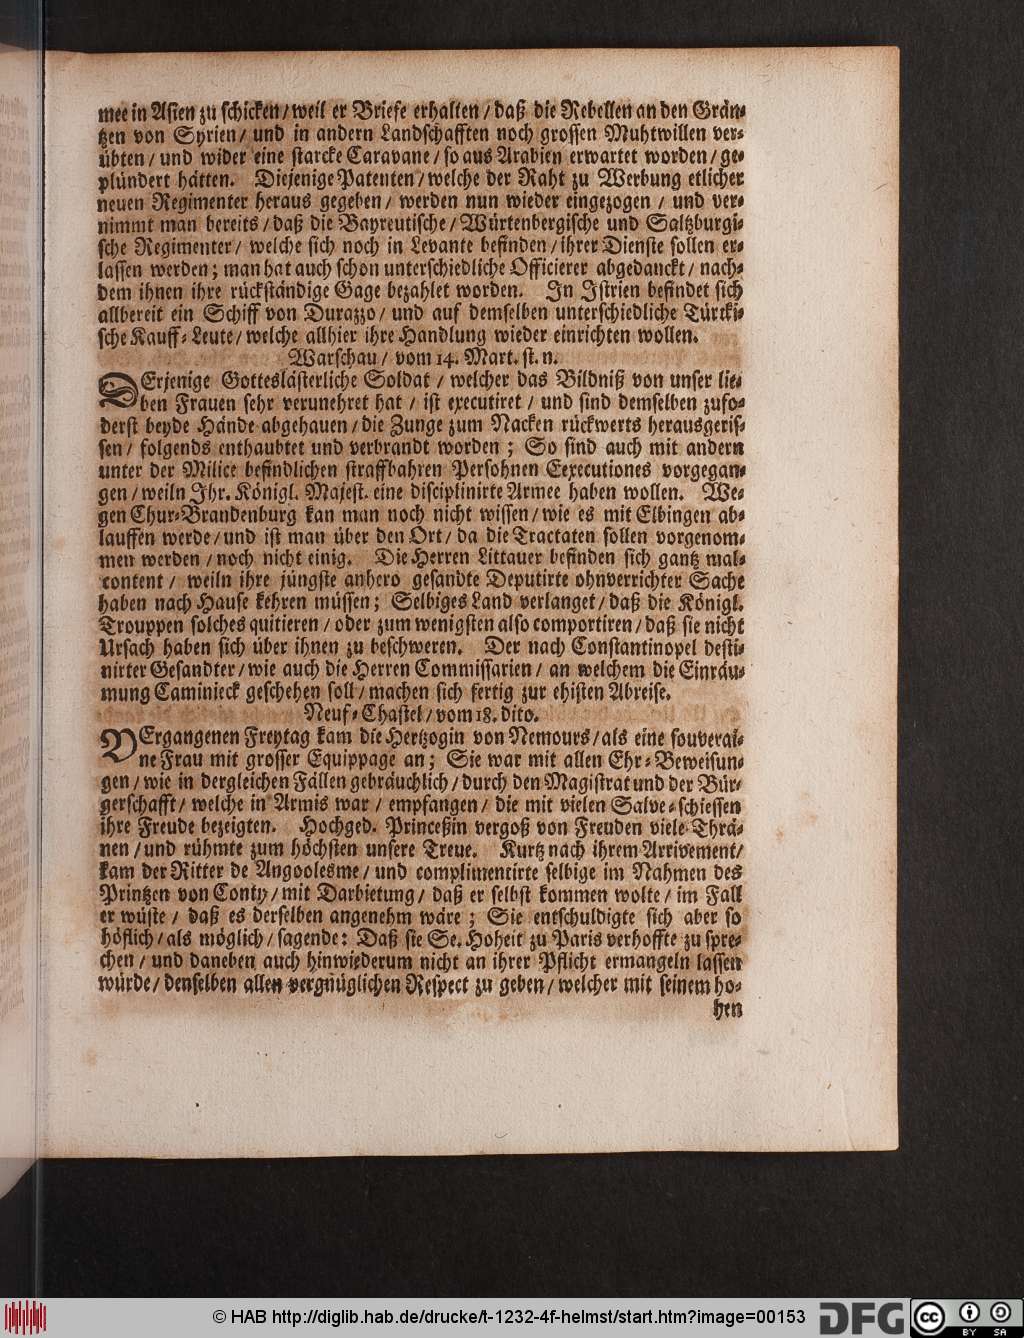 mee in Asien zu schicken/weil er Briefe erhalten/daß die Rebellen an den Grän-
tzen von Syrien/und in andern Landschafften noch grossen Muhtwillen ver-
übten/und wider eine starcke Caravane/so aus Arabien erwartet worden/ge-
plündert hätten. Diejenige Patenten/welche der Raht zu Werbung etlicher
neuen Regimenter heraus gegeben/werden nun wieder eingezogen/und ver-
nimmt man bereits/daß die Bayreutische/Würtenbergische und Saltzburgi-
sche Regimenter/welche sich noch in Levante befinden/ihrer Dienste sollen er-
lassen werden; man hat auch schon unterschiedliche Officierer abgedanckt/nach-
dem ihnen ihre rückständige Gage bezahlet worden. In Istrien befindet sich
allbereit ein Schiff von Durazzo/und auf demselben unterschiedliche Türcki-
sche Kauff-Leute/welche allhier ihre Handlung wieder einrichten wollen.
Warschau/vom 14. Mart. st. n.
DErjenige Gotteslästerliche Soldat/welcher das Bildniß von unser lie-
ben Frauen sehr verunehret hat/ist executiret/und sind demselben zufo-
derst beyde Hände abgehauen/die Zunge zum Nacken rückwerts herausgeris-
sen/folgends enthaubtet und verbrandt worden; So sind auch mit andern
unter der Milice befindlichen straffbahren Persohnen Eexecutiones vorgegan-
gen/weiln Ihr. Königl. Majest. eine disciplinirte Armee haben wollen. We-
gen Chur-Brandenburg kan man noch nicht wissen/wie es mit Elbingen ab-
lauffen werde/und ist man über den Ort/da die Tractaten sollen vorgenom-
men werden/noch nicht einig. Die Herren Littauer befinden sich gantz mal-
content/weiln ihre jüngste anhero gesandte Deputirte ohnverrichter Sache
haben nach Hause kehren müssen; Selbiges Land verlanget/daß die Königl.
Trouppen solches quitieren/oder zum wenigsten also comportiren/daß sie nicht
Ursach haben sich über ihnen zu beschweren. Der nach Constantinopel desti-
nirter Gesandter/wie auch die Herren Commissarien/an welchem die Einräu-
mung Caminieck geschehen soll/machen sich fertig zur ehisten Abreise.
Neuf-Chastel/vom 18. dito.
VErgangenen Freytag kam die Hertzogin von Nemours/als eine souverai-
ne Frau mit grosser Equippage an; Sie war mit allen Ehr-Beweisun-
gen/wie in dergleichen Fällen gebräuchlich/durch den Magistrat und der Bür-
gerschafft/welche in Armis war/empfangen/die mit vielen Salve-schiessen
ihre Freude bezeigten. Hochged. Princeßin vergoß von Freuden viele Thrä-
nen/und rühmte zum höchsten unsere Treue. Kurtz nach ihrem Arrivement/
kam der Ritter de Angoolesme/und complimentirte selbige im Nahmen des
Printzen von Conty/mit Darbietung/daß er selbst kommen wolte/im Fall
er wüste/daß es derselben angenehm wäre; Sie entschuldigte sich aber so
höflich/als möglich/sagende: Daß sie Se. Hoheit zu Paris verhoffte zu spre-
chen/und daneben auch hinwiederum nicht an ihrer Pflicht ermangeln lassen
würde/denselben allen vergnüglichen Respect zu geben/welcher mit seinem ho-
hen
© HAB http://diglib.hab.de/drucke/t-1232-4f-helmst/start.htm?image=00153
DFG
cc
BY SA